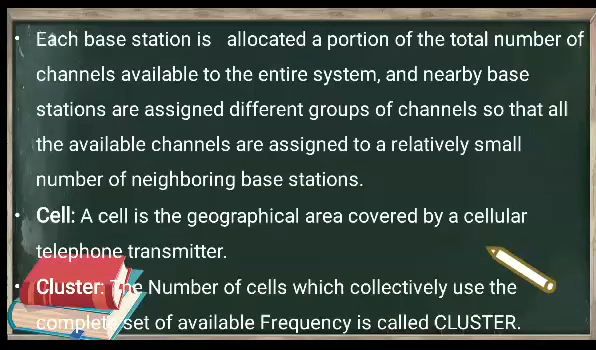 • Each base station is allocated a portion of the total number of
channels available to the entire system, and nearby base
stations are assigned different groups of channels so that all
the available channels are assigned to a relatively small
number of neighboring base stations.
• Cell: A cell is the geographical area covered by a cellular
telephone transmitter.
• Cluster: The Number of cells which collectively use the
complete set of available Frequency is called CLUSTER.